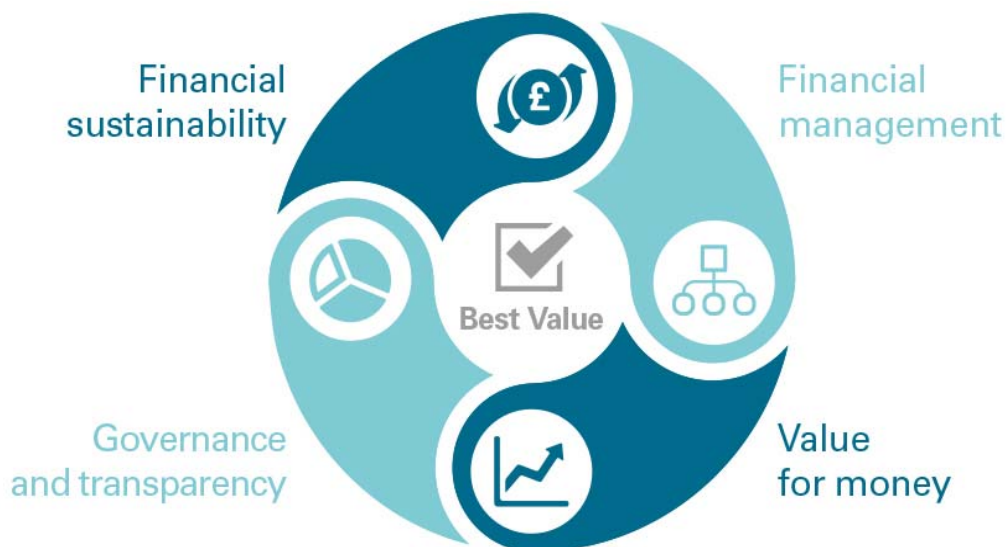 Financial
sustainability
£
Financial
management
Best Value
Governance
and transparency
Value
for money